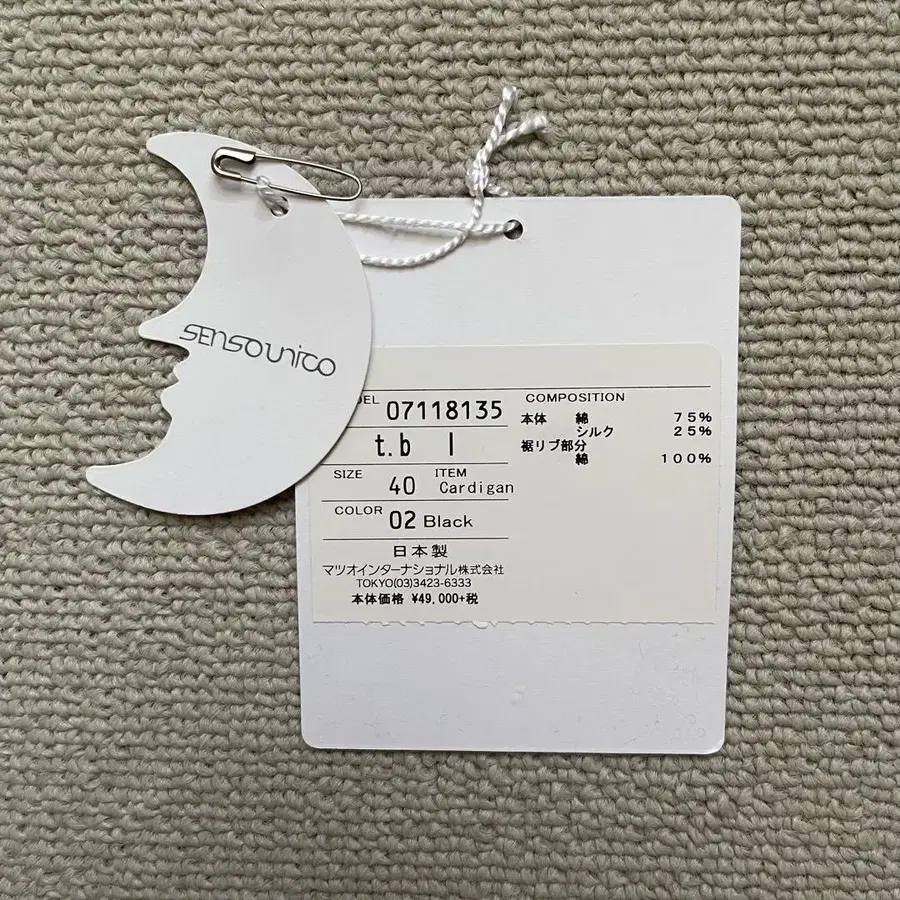 SENSOUNICO
DEL 07118135
t.b l
SIZE 40 ITEM Cardigan
COLOR 02 Black
日本製
マツオインターナショナル株式会社
TOKYO(03)3423-6333
本体価格 ¥49,000+税
COMPOSITION
本体 綿 75%
シルク 25%
裾リブ部分
綿 100%